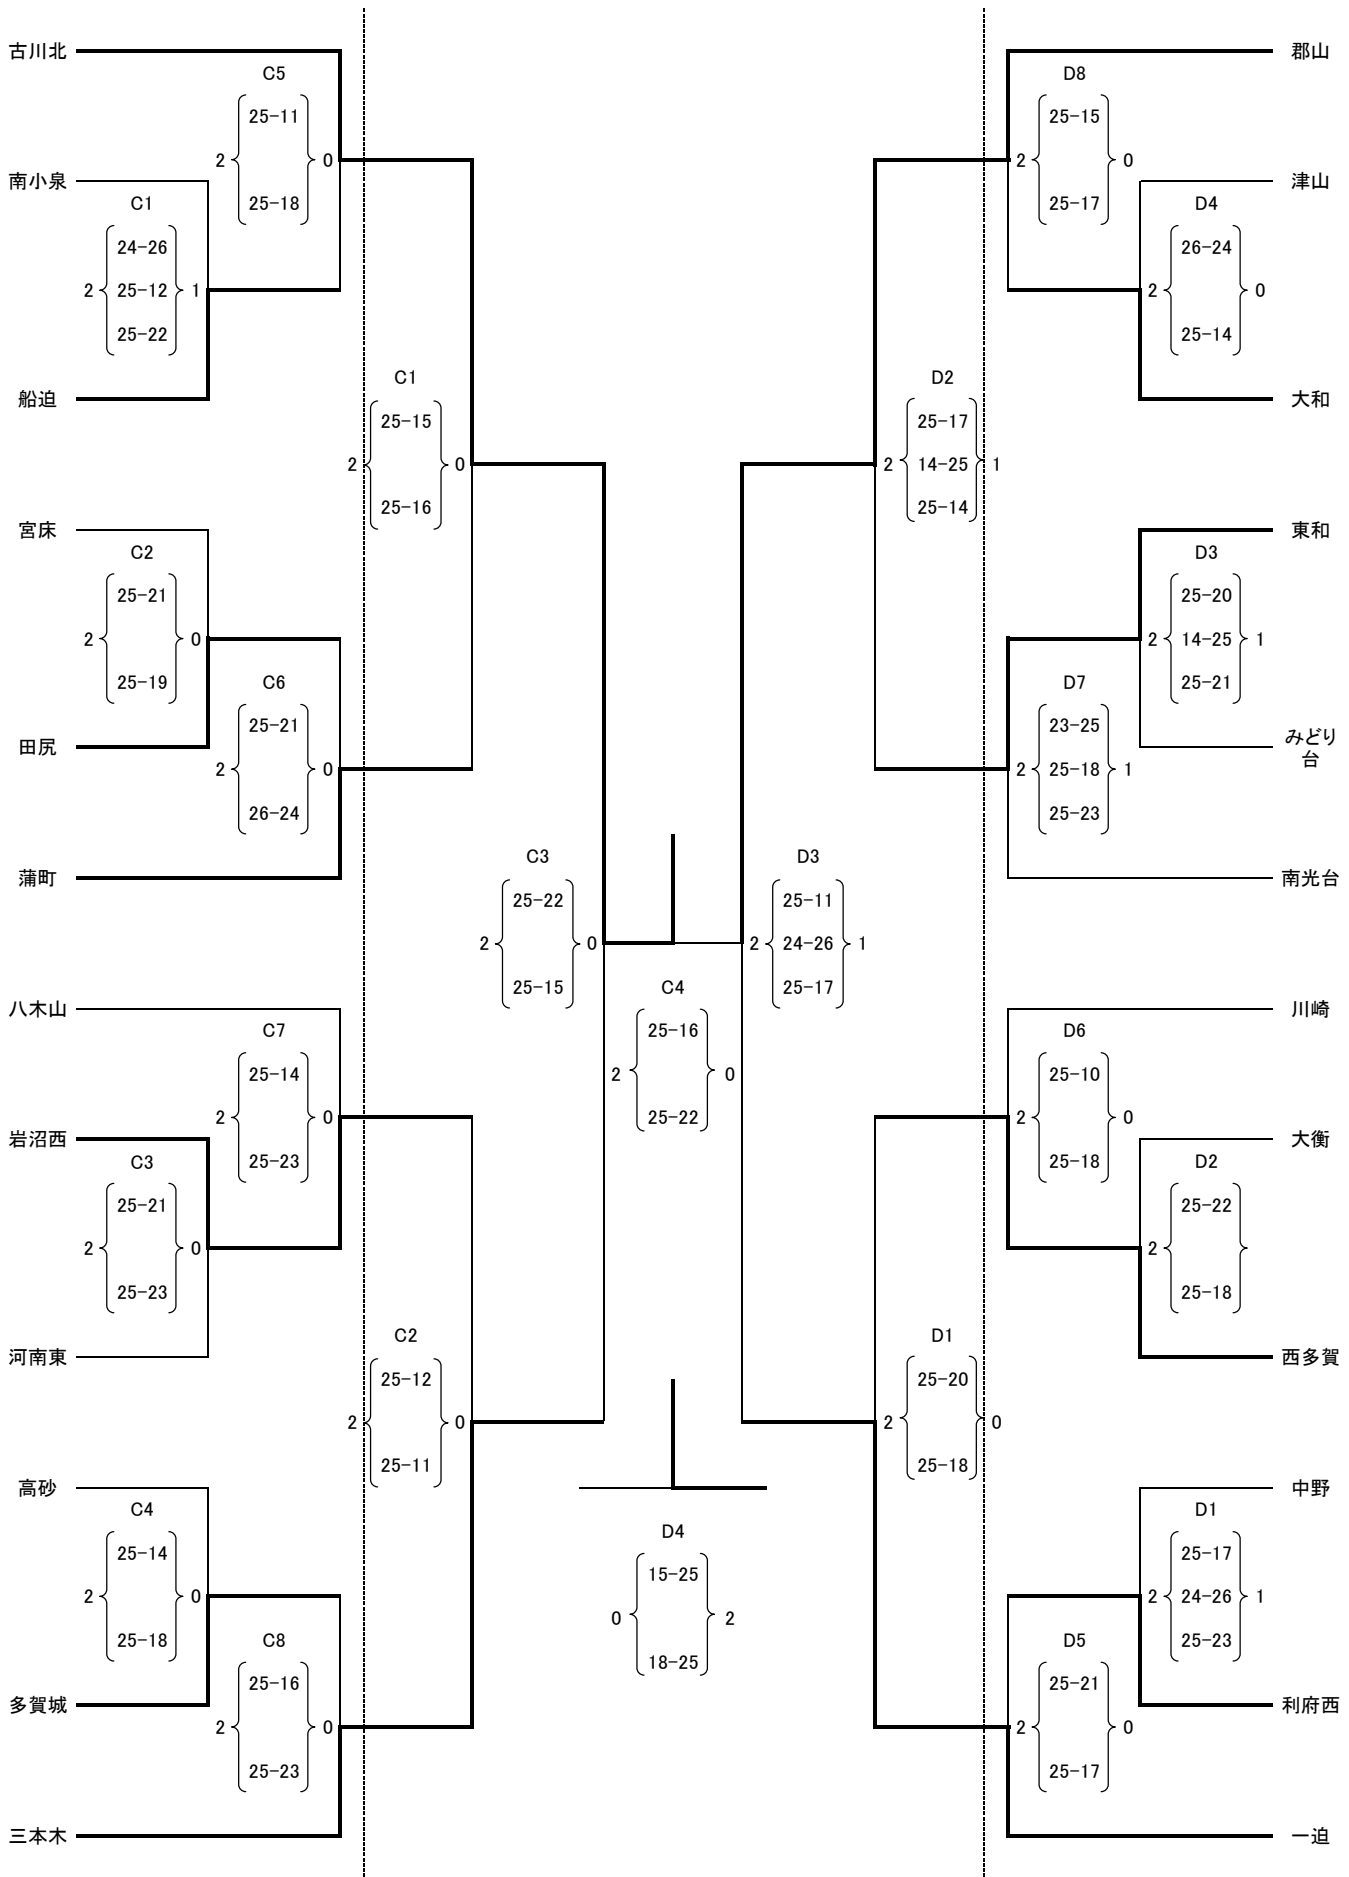 古川北
C5
25-11
2
0
25-18
南小泉
C1
24-26
2
25-12
1
25-22
船迫
C1
25-15
2
0
25-16
宮床
C2
25-21
2
0
25-19
田尻
C6
25-21
2
0
26-24
蒲町
C3
25-22
2
0
25-15
八木山
C7
25-14
2
0
25-23
岩沼西
C3
25-21
2
0
25-23
河南東
C2
25-12
2
0
25-11
高砂
C4
25-14
2
0
25-18
多賀城
C8
25-16
2
0
25-23
三本木
C4
25-16
2
0
25-22
D4
15-25
0
2
18-25
郡山
D8
25-15
2
0
25-17
津山
D4
26-24
2
0
25-14
大和
D2
25-17
2
14-25
1
25-14
東和
D3
25-20
2
14-25
1
25-21
みどり
台
D7
23-25
2
25-18
1
25-23
南光台
D3
25-11
2
24-26
1
25-17
川崎
D6
25-10
2
0
25-18
大衡
D2
25-22
2
25-18
西多賀
D1
25-20
2
0
25-18
中野
D1
25-17
2
24-26
1
25-23
利府西
D5
25-21
2
0
25-17
一迫